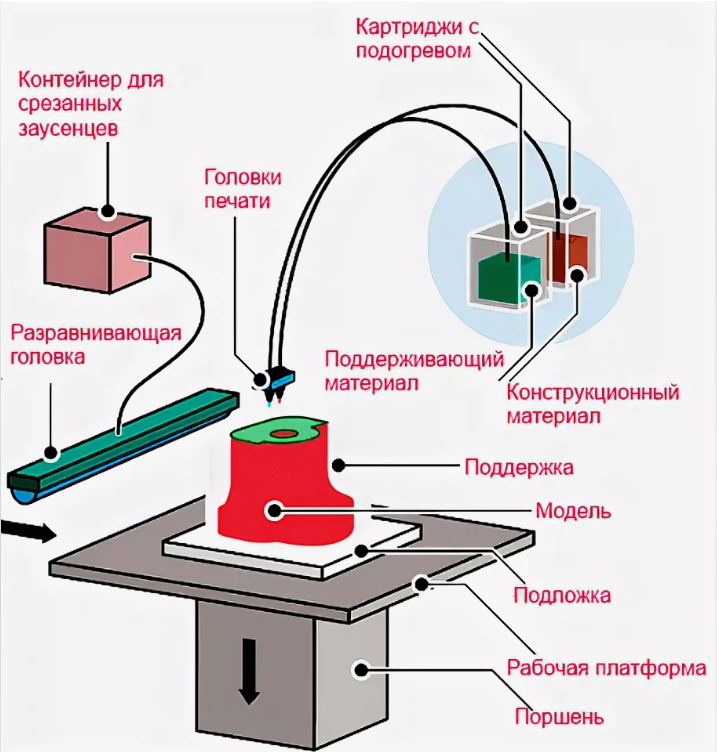 Картриджи с
подогревом
Контейнер для
срезанных
заусенцев
Головки
печати
Разравнивающая
головка
Поддерживающий
материал
Конструкционный
материал
Поддержка
Модель
Подложка
Рабочая платформа
Поршень